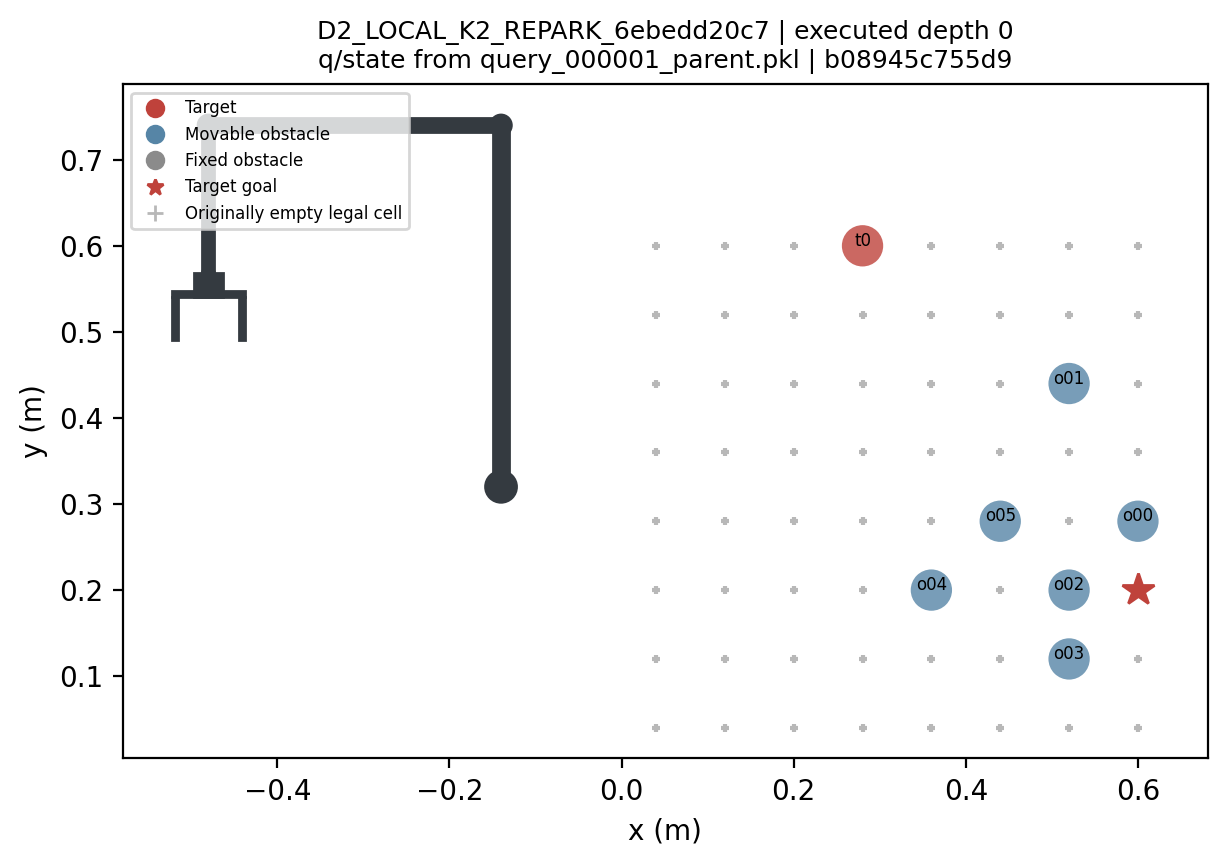 D2_LOCAL_K2_REPARK_6ebedd20c7 | executed depth 0
q/state from query_000001_parent.pkl | b08945c755d9
Target
Movable obstacle
Fixed obstacle
Target goal
Originally empty legal cell
t0
o01
o05
o00
o04
o02
o03
0.7
0.6
0.5
0.4
0.3
0.2
0.1
y (m)
−0.4
−0.2
0.0
0.2
0.4
0.6
x (m)